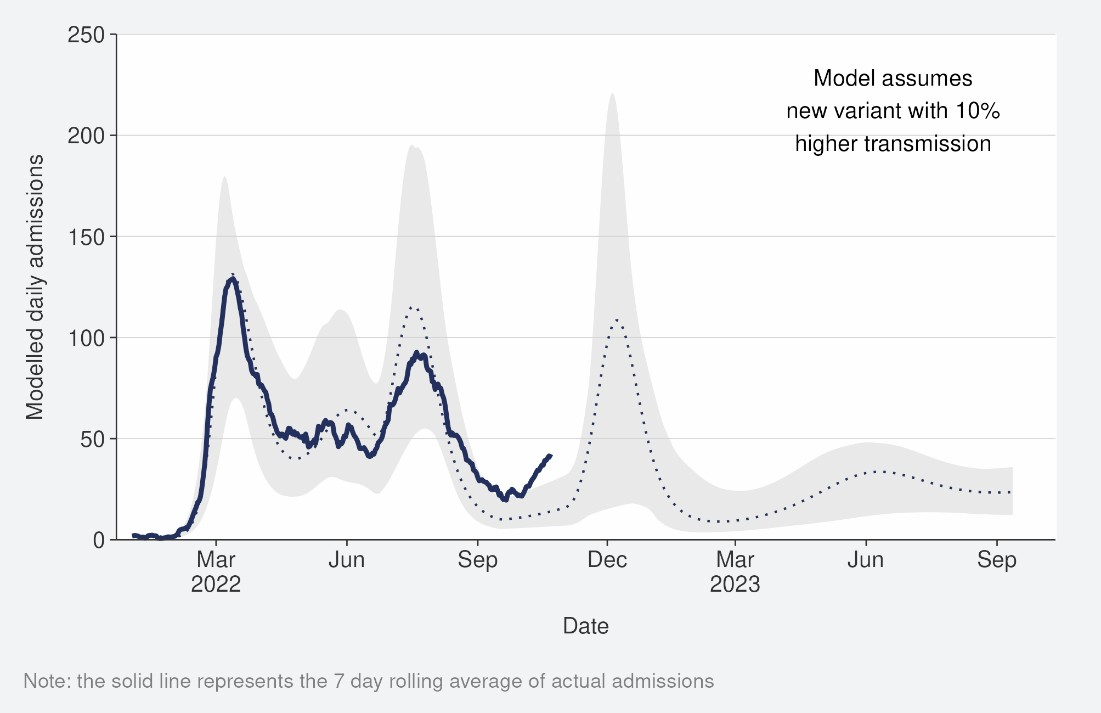 250
Model assumes
new variant with 10%
200
higher transmission
150
100
50
0
Modelled daily admissions
Mar Jun Sep Dec Mar Jun Sep
2022 2023
Date
Note: the solid line represents the 7 day rolling average of actual admissions